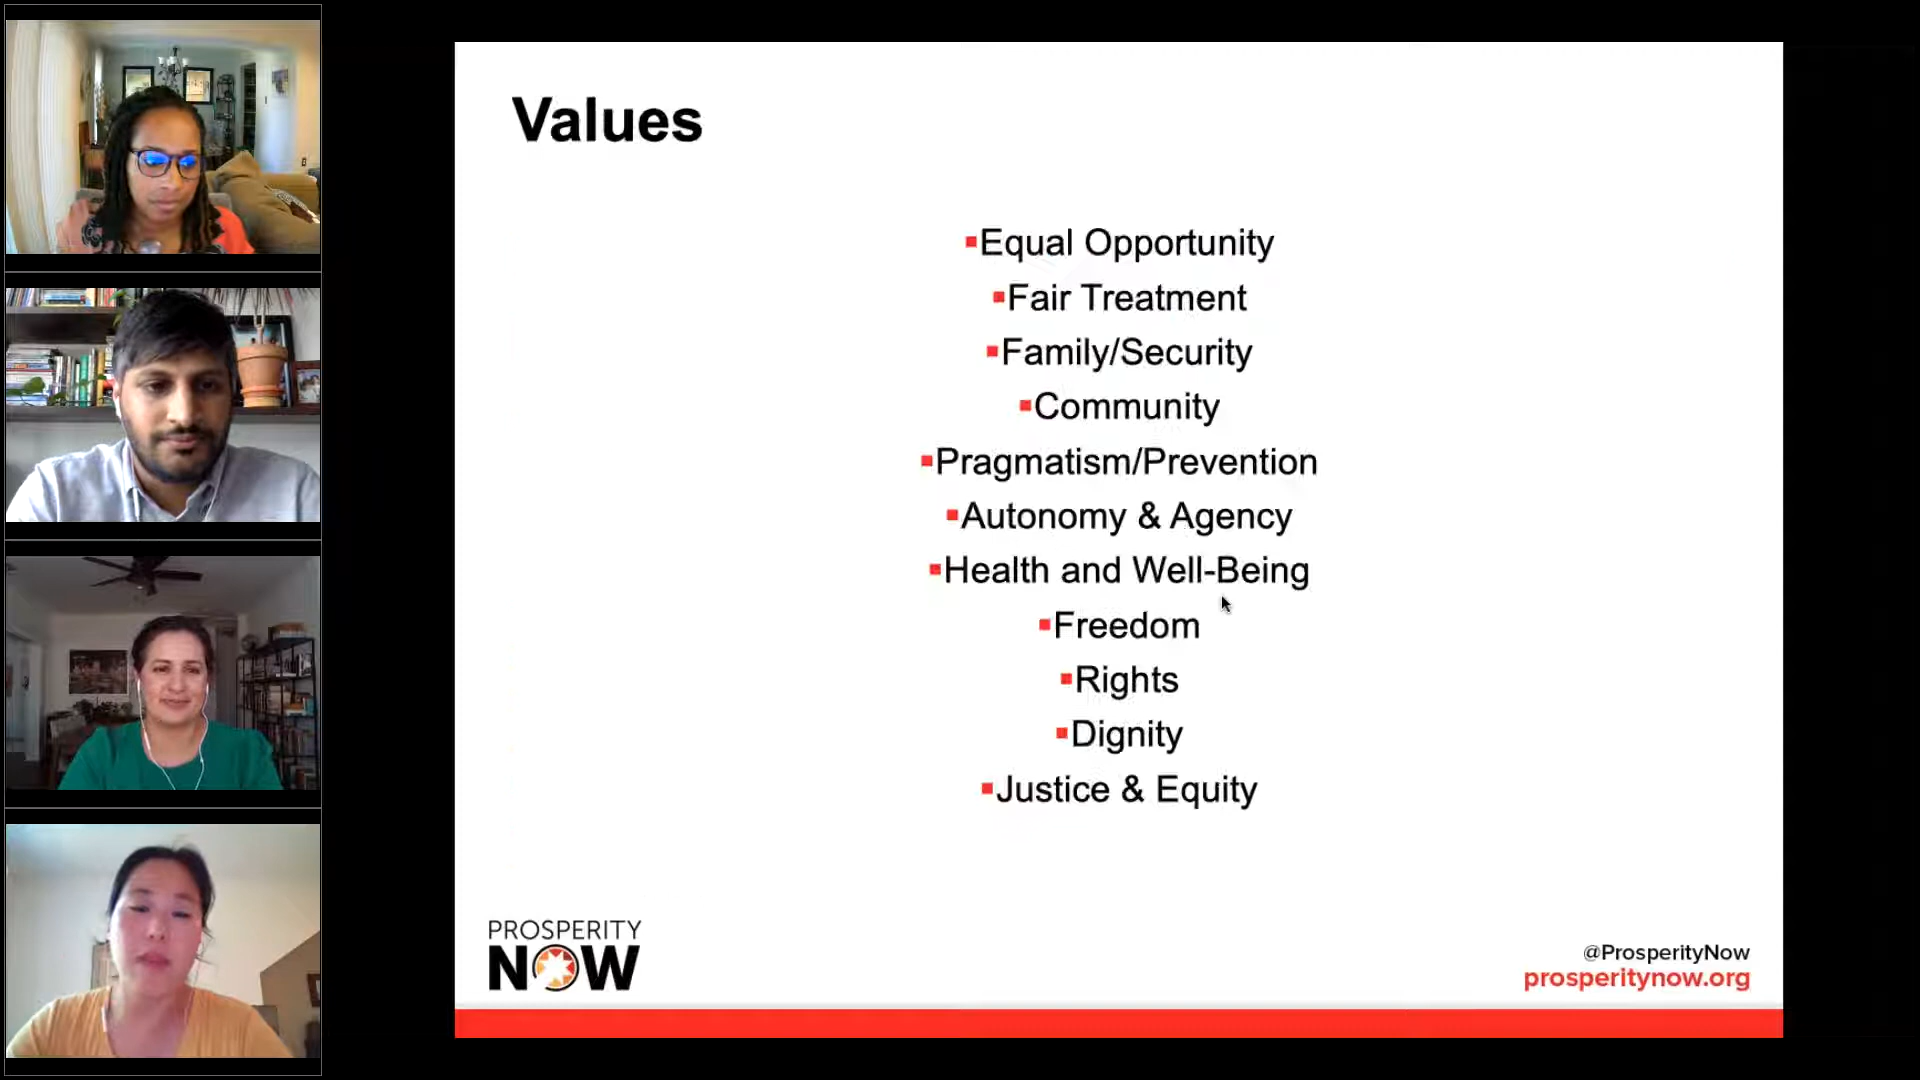 Values
▪Equal Opportunity
▪Fair Treatment
▪Family/Security
▪Community
▪Pragmatism/Prevention
▪Autonomy & Agency
▪Health and Well-Being
▪Freedom
▪Rights
▪Dignity
▪Justice & Equity
PROSPERITY
NOW
@ProsperityNow
prosperitynow.org